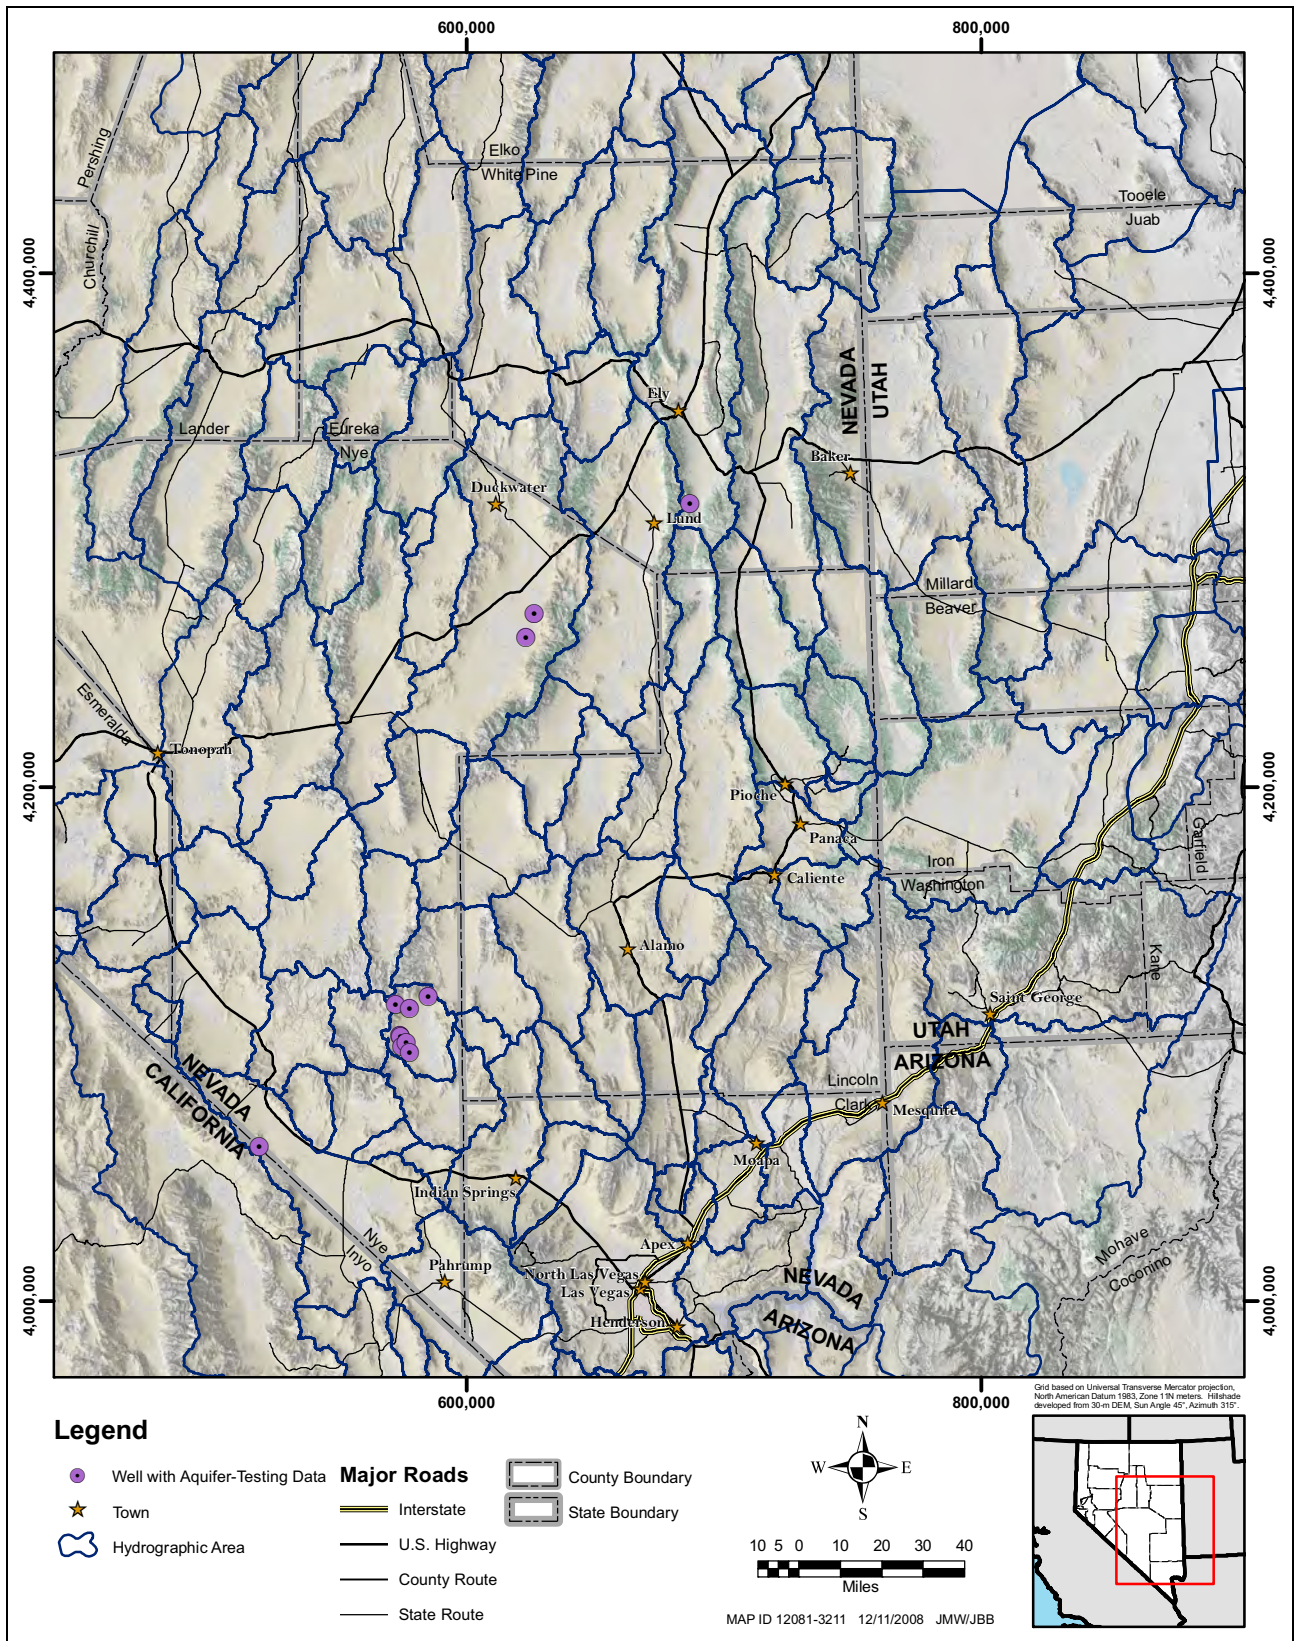 600,000
800,000
Pershing
Churchill
Elko
White Pine
Tooele
Juab
4,400,000
4,400,000
NEVADA
UTAH
Ely
Lander
Eureka
Nye
Baker
Duckwater
Lund
Millard
Beaver
Esmeralda
Tonopah
4,200,000
4,200,000
Pioche
Panaca
Garfield
Iron
Washington
Caliente
Alamo
Kane
Saint George
UTAH
ARIZONA
NEVADA
CALIFORNIA
Lincoln
Clark
Mesquite
Moapa
Indian Springs
Nye
Inyo
Apex
Mohave
Coconino
Pahrump
North Las Vegas
Las Vegas
NEVADA
ARIZONA
Henderson
4,000,000
4,000,000
600,000
800,000
Grid based on Universal Transverse Mercator projection,
North American Datum 1983, Zone 11N meters. Hillshade
developed from 30-m DEM, Sun Angle 45°, Azimuth 315°.
Legend
Well with Aquifer-Testing Data
Town
Hydrographic Area
Major Roads
Interstate
U.S. Highway
County Route
State Route
County Boundary
State Boundary
N
W E
S
10 5 0 10 20 30 40
Miles
MAP ID 12081-3211 12/11/2008 JMW/JBB